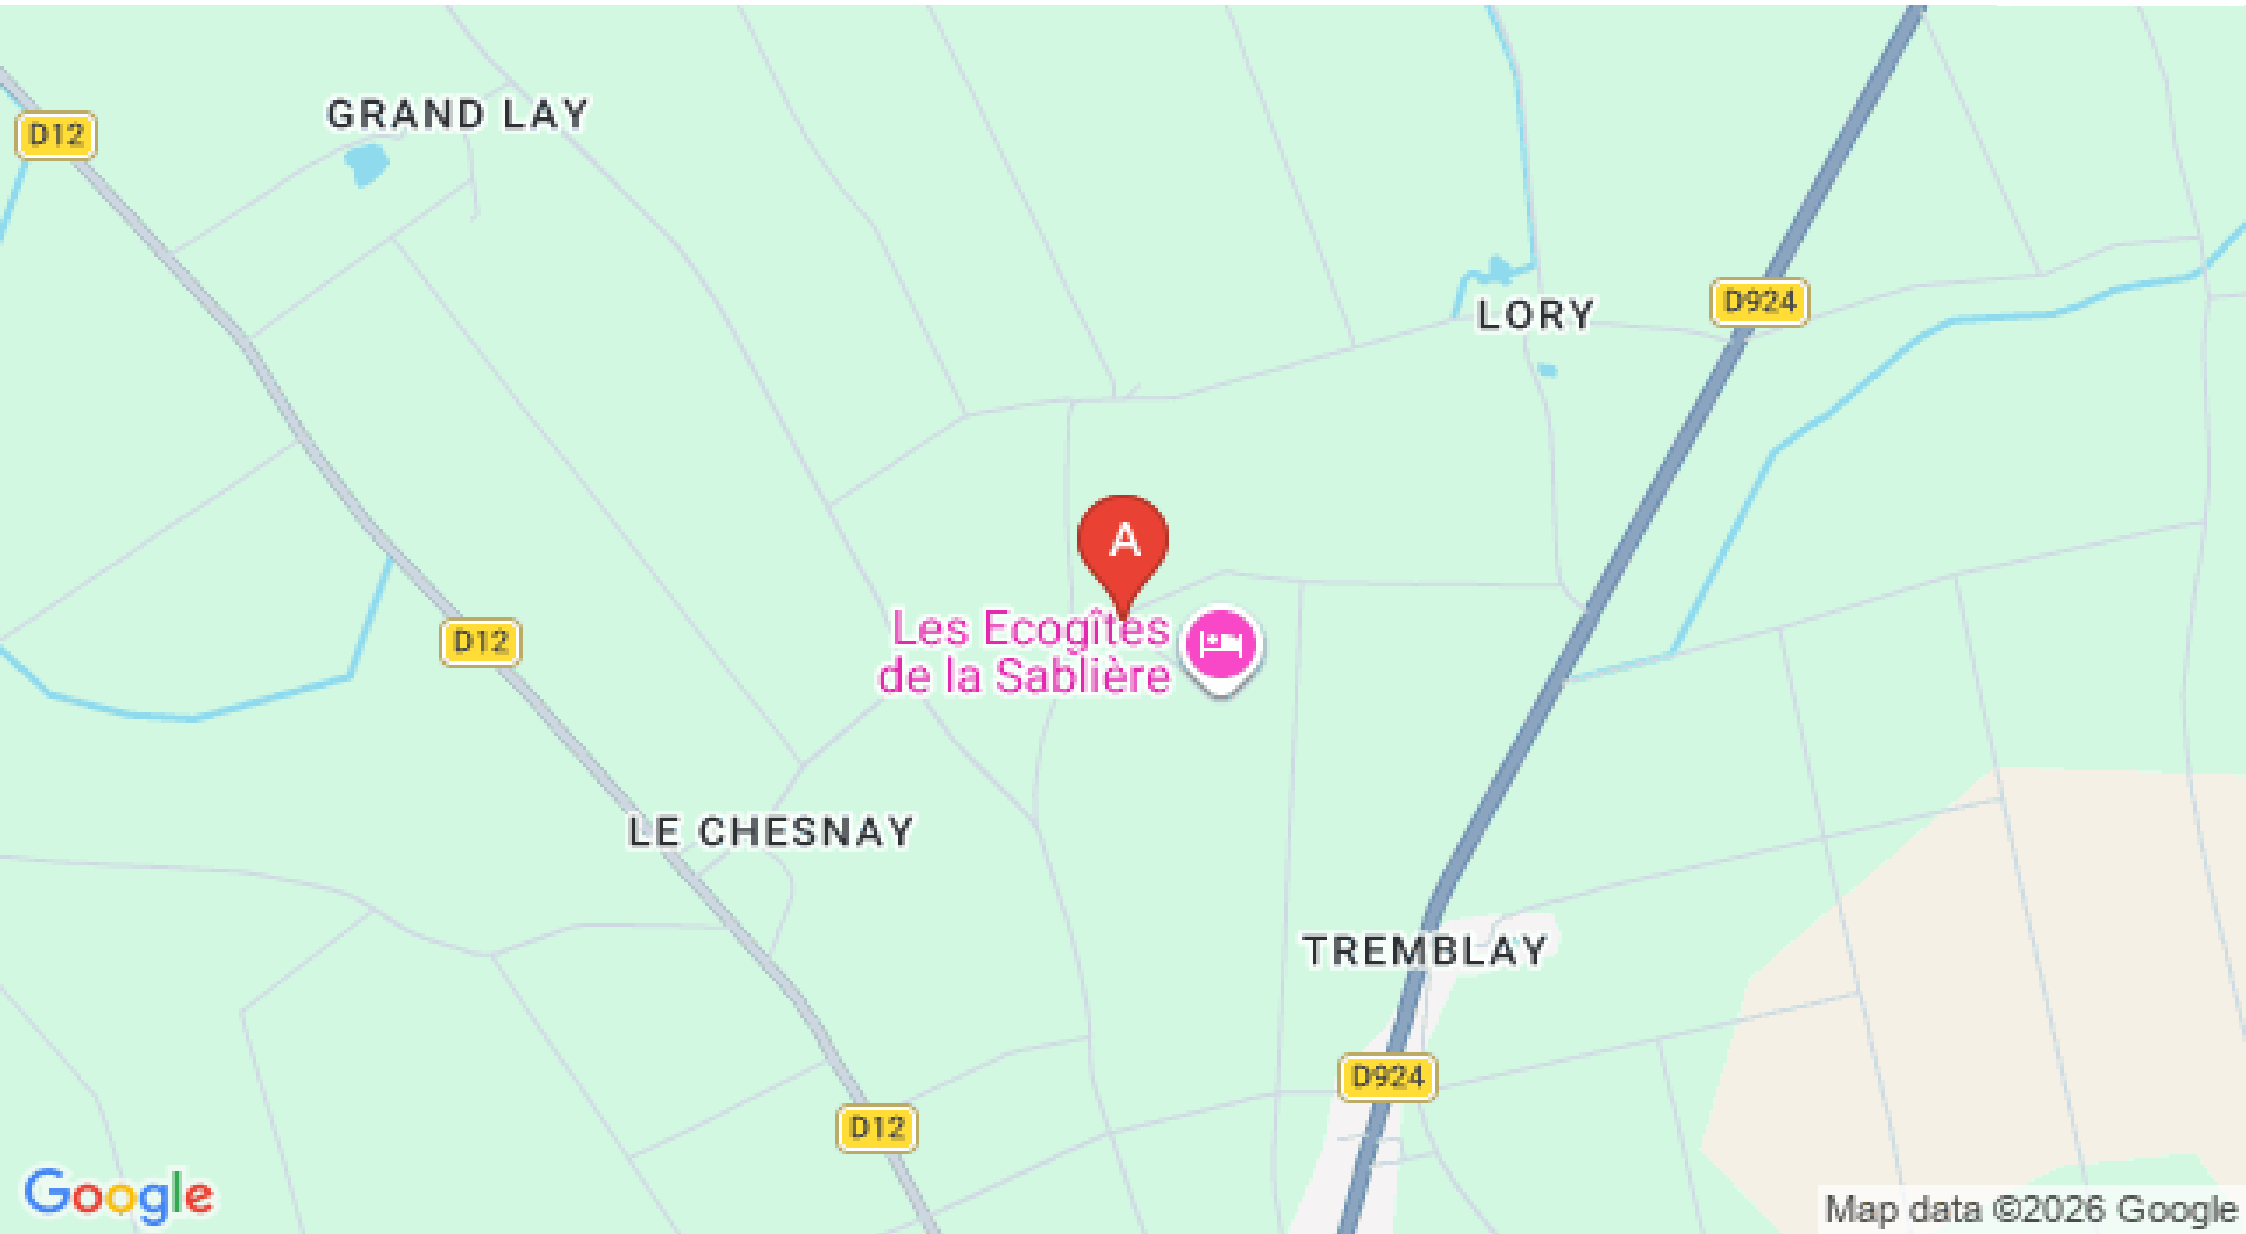 GRAND LAY
D12
LORY
D924
A
Les Ecogîtes
de la Sablière
D12
LE CHESNAY
TREMBLAY
D924
D12
Google
Map data ©2026 Google